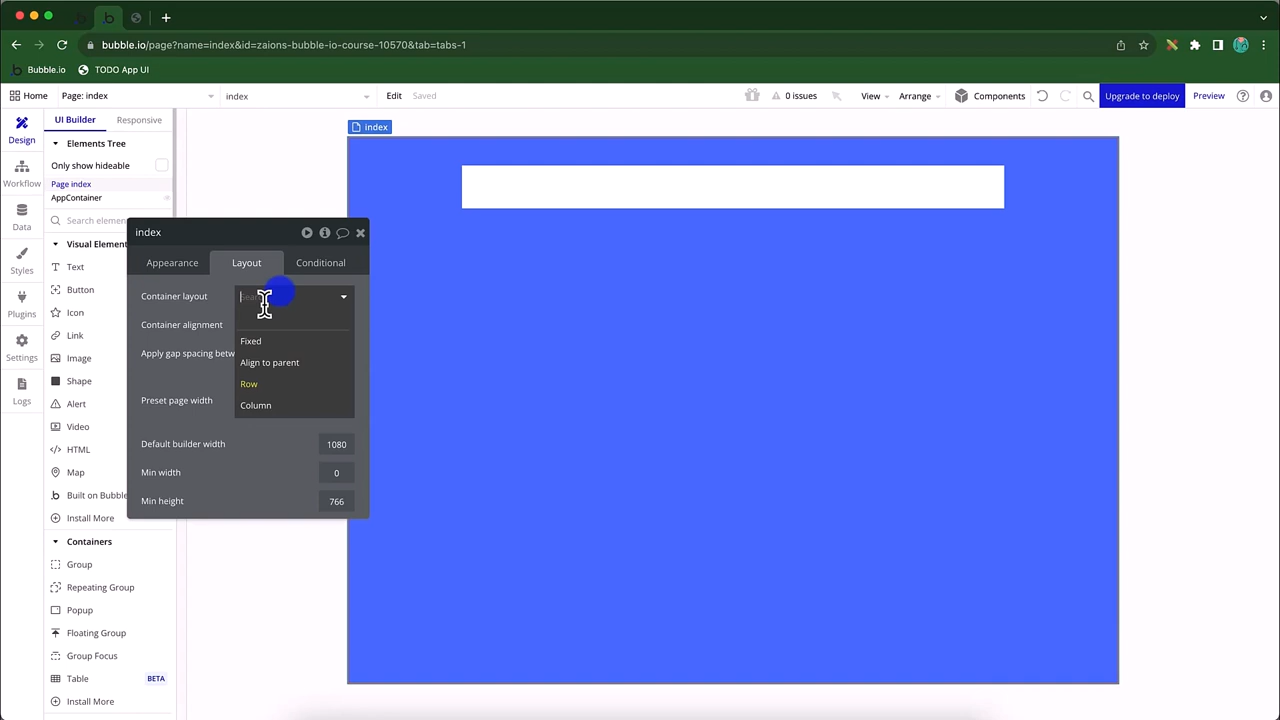 bubble.io/page?name=index&id=zaions-bubble-io-course-10570&tab=tabs-1
Bubble.io
TODO App UI
Home
Page: index
index
Edit
Saved
0 issues
View
Arrange
Components
Upgrade to deploy
Preview
Design
Workflow
Data
Styles
Plugins
Settings
Logs
UI Builder
Responsive
Elements Tree
Only show hideable
Page index
AppContainer
Search elemen
Visual Element
Text
Button
Icon
Link
Image
Shape
Alert
Video
HTML
Map
Built on Bubble
Install More
Containers
Group
Repeating Group
Popup
Floating Group
Group Focus
Table
BETA
Install More
index
index
Appearance
Layout
Conditional
Container layout
Container alignment
Apply gap spacing betw
Preset page width
Default builder width
1080
Min width
0
Min height
766
Fixed
Align to parent
Row
Column